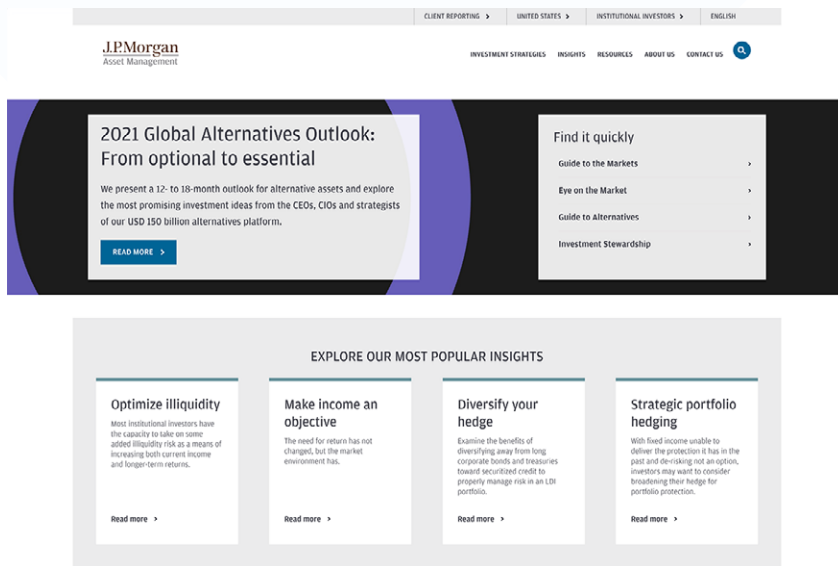 CLIENT REPORTING > UNITED STATES > INSTITUTIONAL INVESTORS > ENGLISH
J.P.Morgan
Asset Management
INVESTMENT STRATEGIES INSIGHTS RESOURCES ABOUT US CONTACT US
2021 Global Alternatives Outlook:
From optional to essential
We present a 12- to 18-month outlook for alternative assets and explore
the most promising investment ideas from the CEOs, CIOs and strategists
of our USD 150 billion alternatives platform.
READ MORE >
Find it quickly
Guide to the Markets >
Eye on the Market >
Guide to Alternatives >
Investment Stewardship >
EXPLORE OUR MOST POPULAR INSIGHTS
Optimize illiquidity
Most institutional investors have
the capacity to take on some
added illiquidity risk as a means of
increasing both current income
and longer-term returns.
Read more >
Make income an
objective
The need for return has not
changed, but the market
environment has.
Read more >
Diversify your
hedge
Examine the benefits of
diversifying away from long
corporate bonds and treasuries
toward securitized credit to
properly manage risk in an LDI
portfolio.
Read more >
Strategic portfolio
hedging
With fixed income unable to
deliver the protection it has in the
past and de-risking not an option,
investors may want to consider
broadening their hedge for
portfolio protection.
Read more >